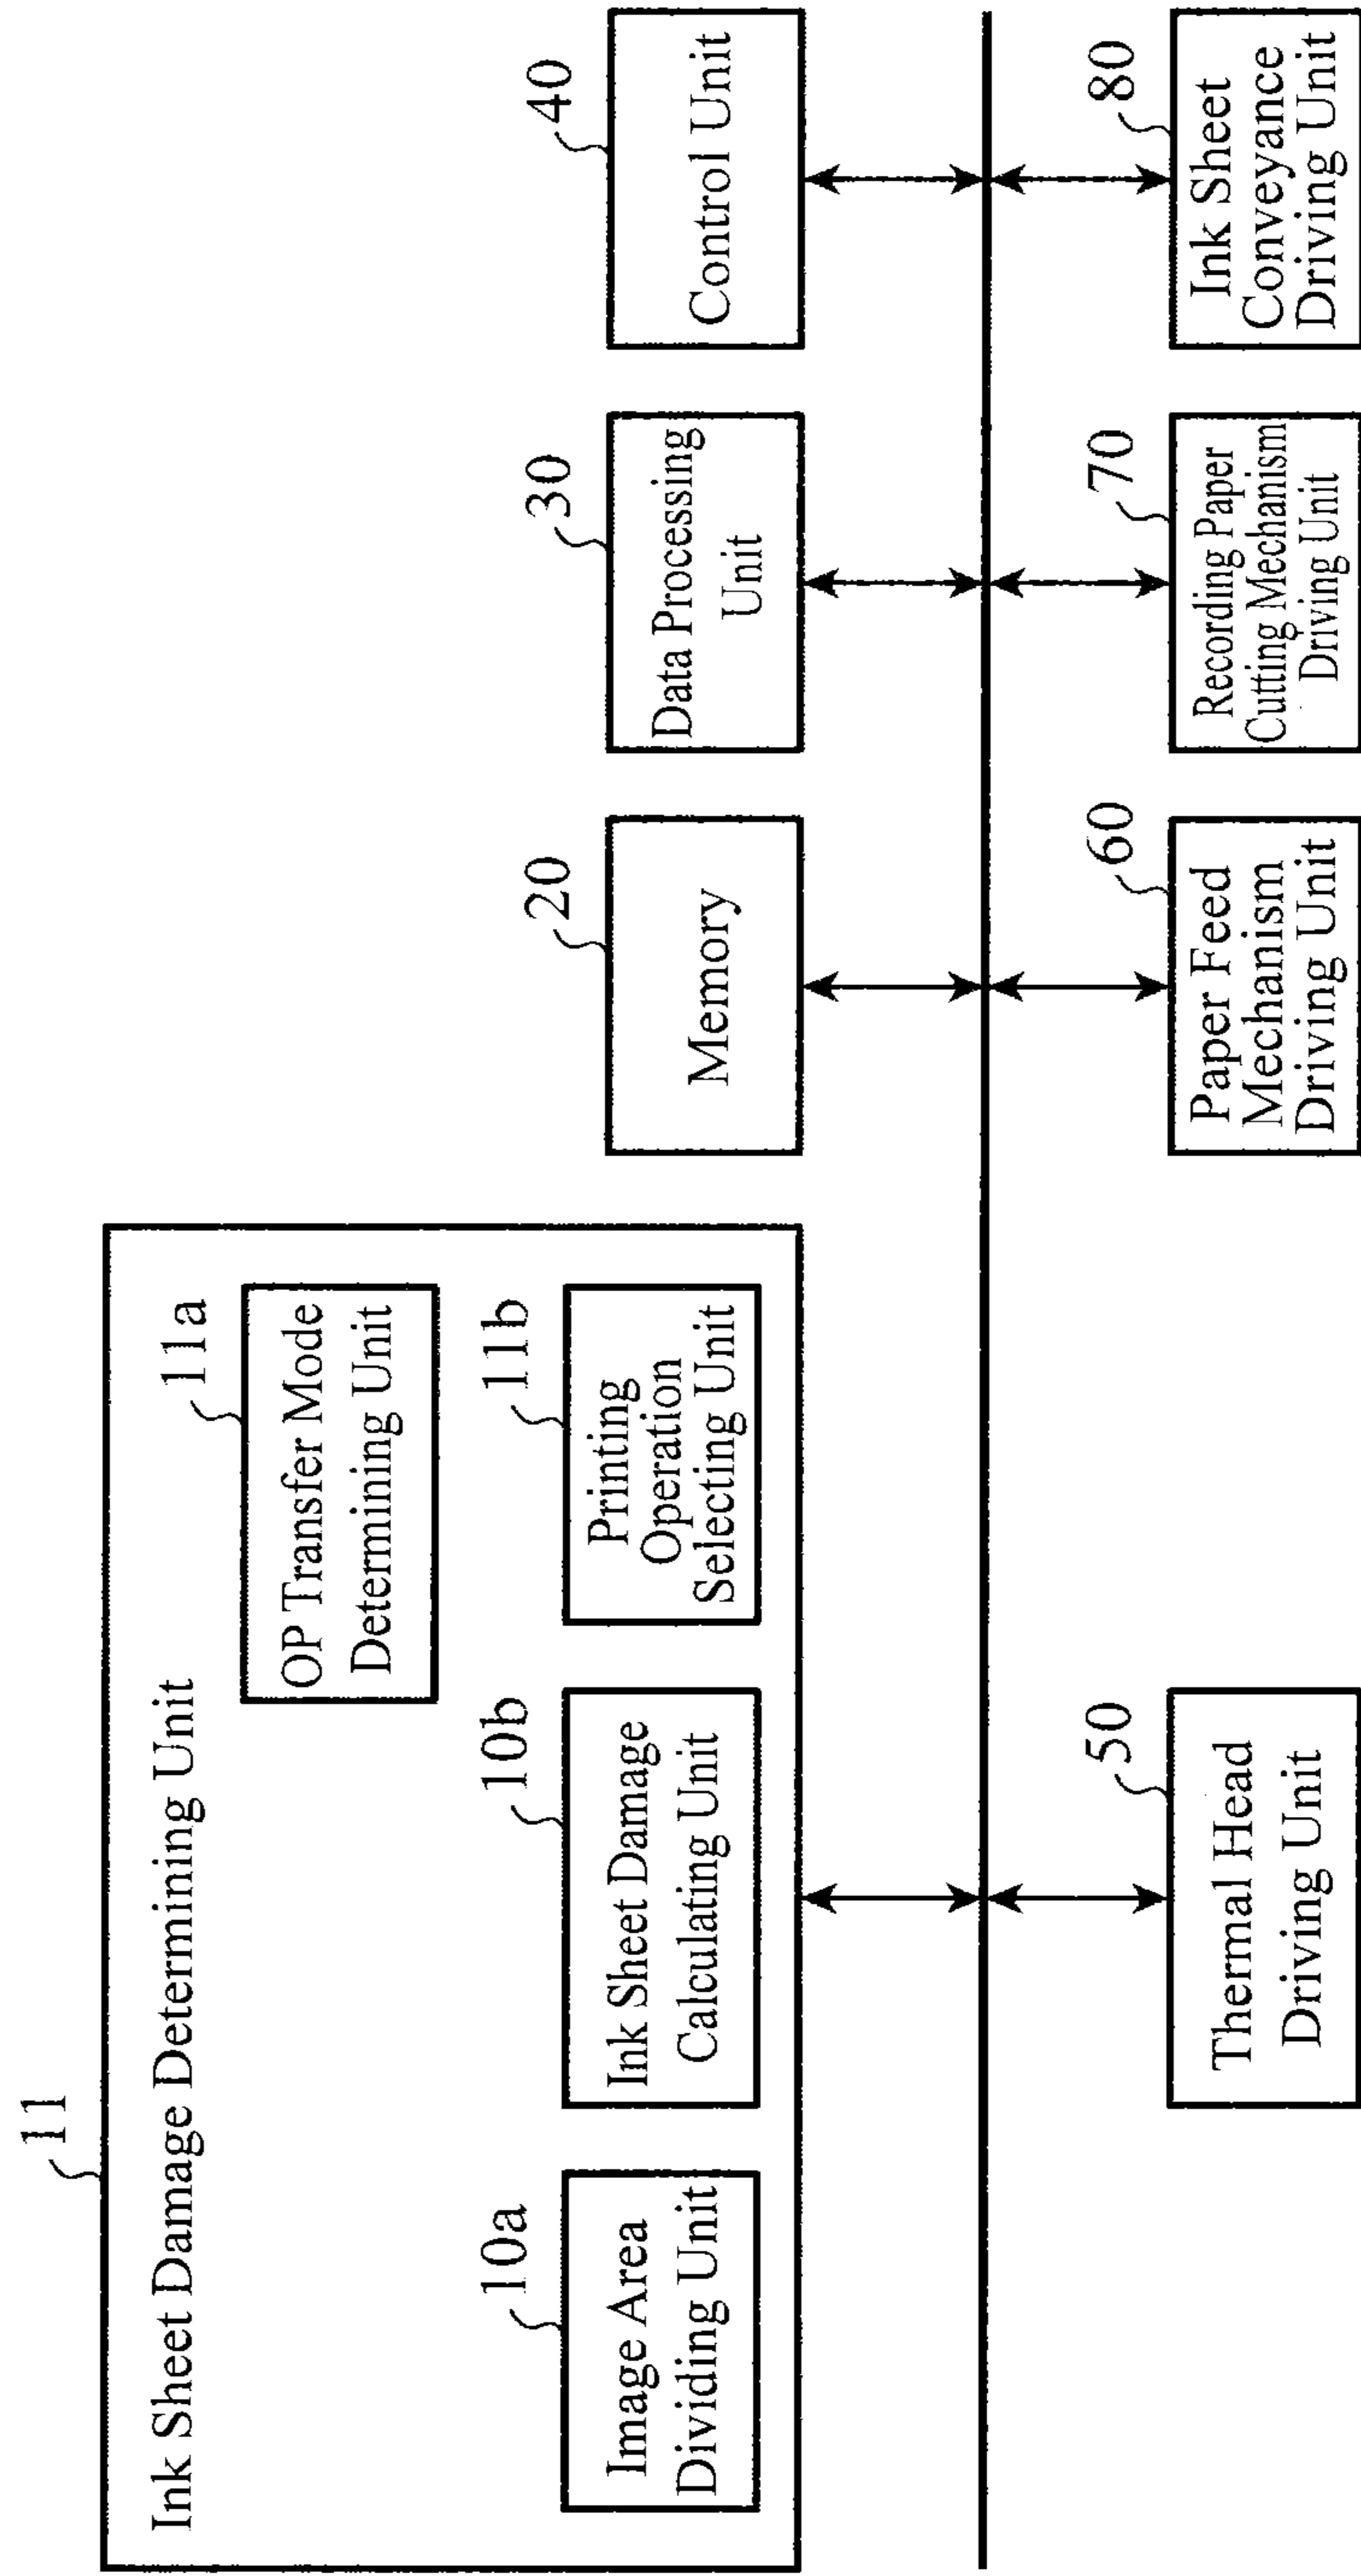 11
Ink Sheet Damage Determining Unit
11a
OP Transfer Mode
Determining Unit
10a
Image Area
Dividing Unit
10b
Ink Sheet Damage
Calculating Unit
11b
Printing
Operation
Selecting Unit
20
Memory
30
Data Processing
Unit
40
Control Unit
50
Thermal Head
Driving Unit
60
Paper Feed
Mechanism
Driving Unit
70
Recording Paper
Cutting Mechanism
Driving Unit
80
Ink Sheet
Conveyance
Driving Unit